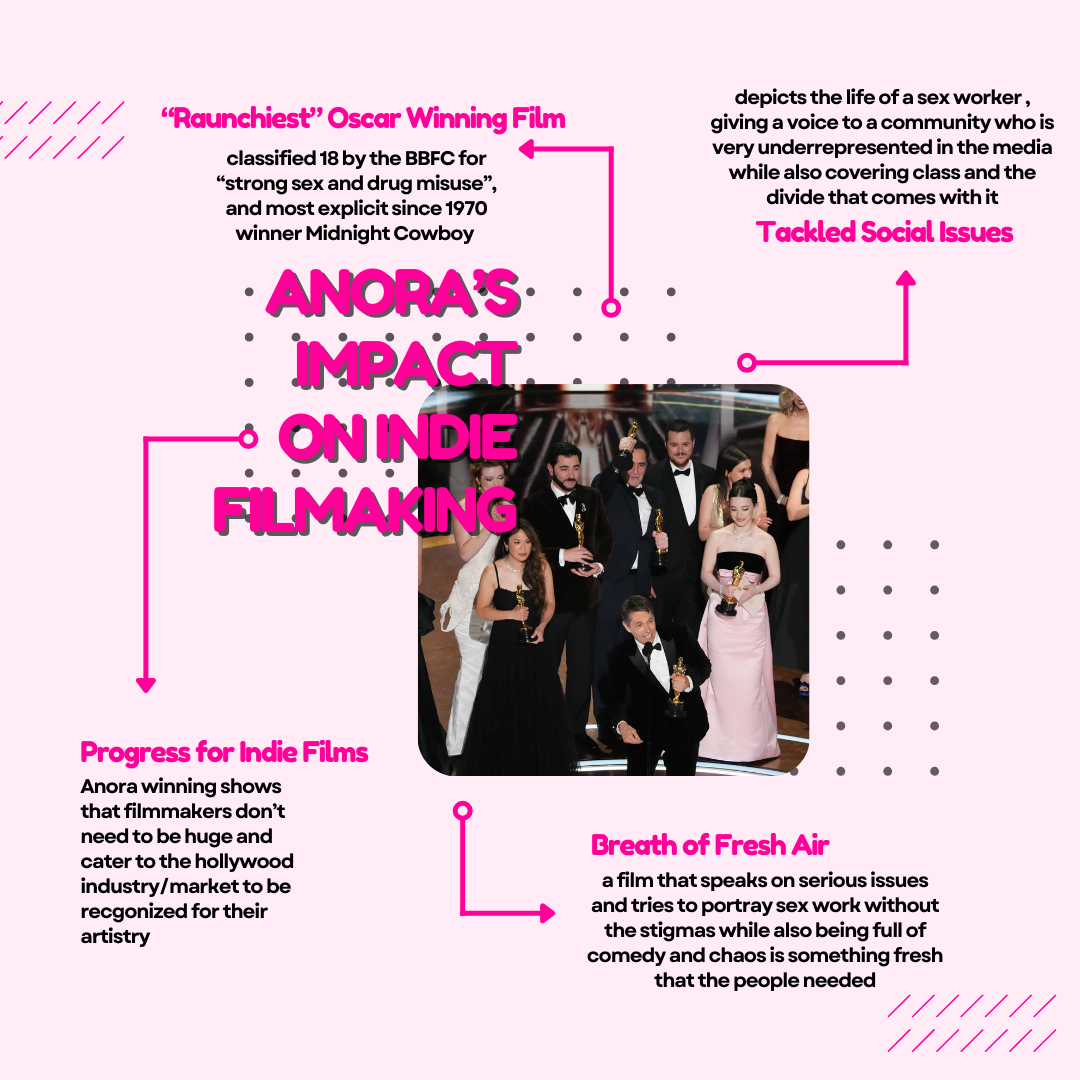 “Raunchiest” Oscar Winning Film
classified 18 by the BBFC for
“strong sex and drug misuse”,
and most explicit since 1970
winner Midnight Cowboy
depicts the life of a sex worker ,
giving a voice to a community who is
very underrepresented in the media
while also covering class and the
divide that comes with it
Tackled Social Issues
ANORA’S
IMPACT
ON INDIE
FILMAKING
Progress for Indie Films
Anora winning shows
that filmmakers don’t
need to be huge and
cater to the hollywood
industry/market to be
recgonized for their
artistry
Breath of Fresh Air
a film that speaks on serious issues
and tries to portray sex work without
the stigmas while also being full of
comedy and chaos is something fresh
that the people needed